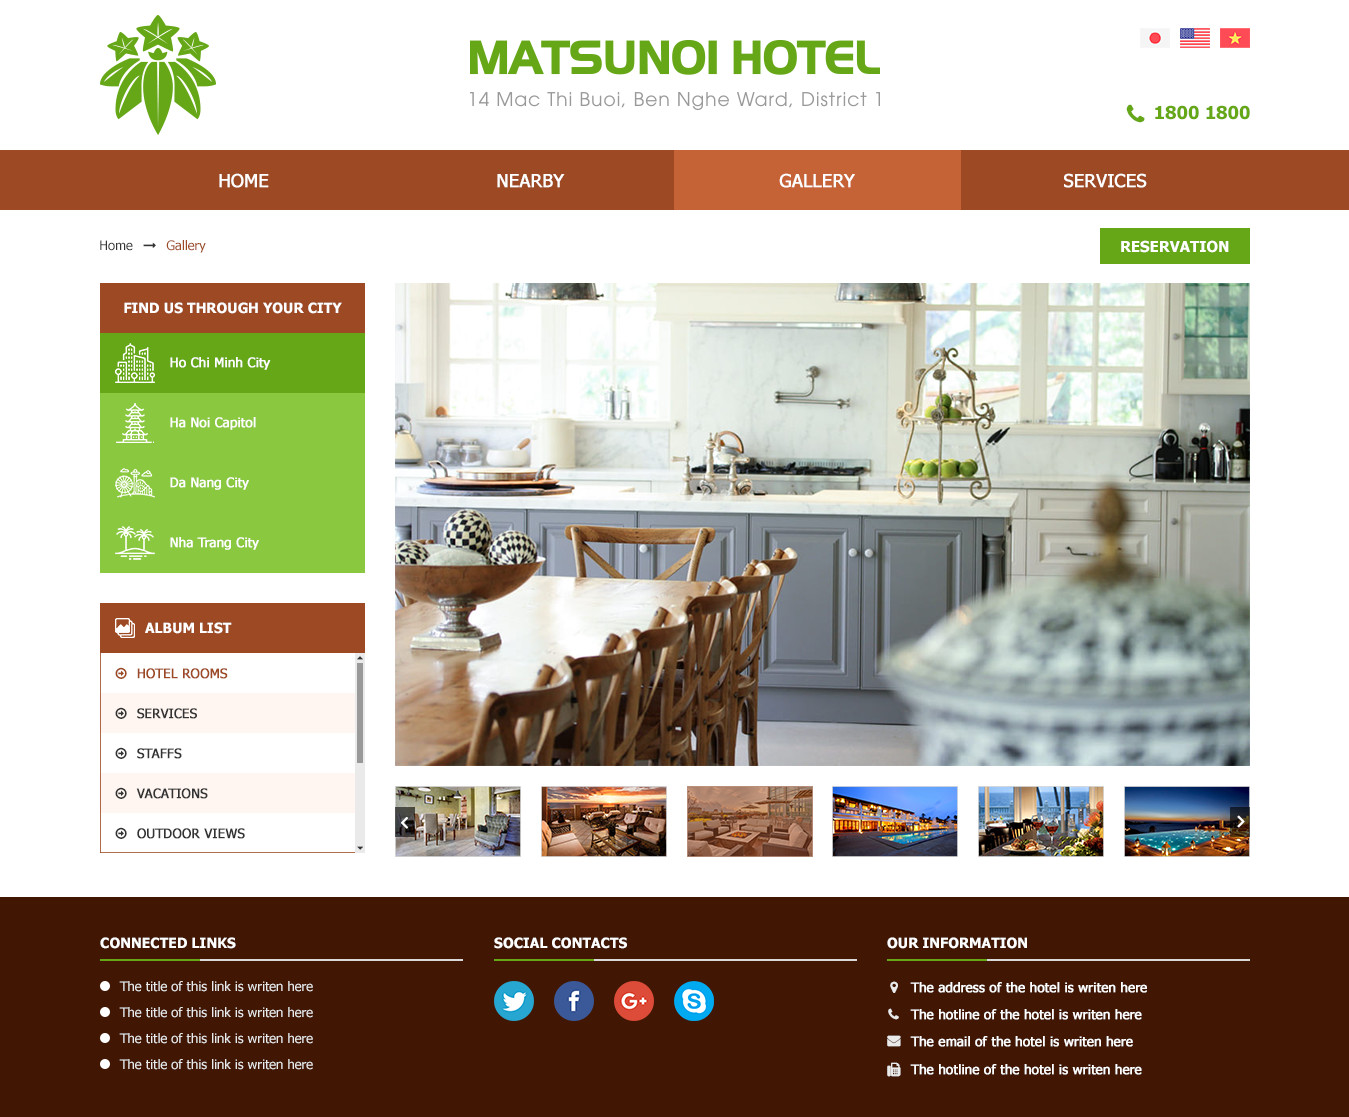 MATSUNOI HOTEL
14 Mac Thi Buoi, Ben Nghe Ward, District 1
1800 1800
HOME
NEARBY
GALLERY
SERVICES
Home
Gallery
RESERVATION
FIND US THROUGH YOUR CITY
Ho Chi Minh City
Ha Noi Capitol
Da Nang City
Nha Trang City
ALBUM LIST
HOTEL ROOMS
SERVICES
STAFFS
VACATIONS
OUTDOOR VIEWS
CONNECTED LINKS
The title of this link is writen here
The title of this link is writen here
The title of this link is writen here
The title of this link is writen here
SOCIAL CONTACTS
OUR INFORMATION
The address of the hotel is writen here
The hotline of the hotel is writen here
The email of the hotel is writen here
The hotline of the hotel is writen here